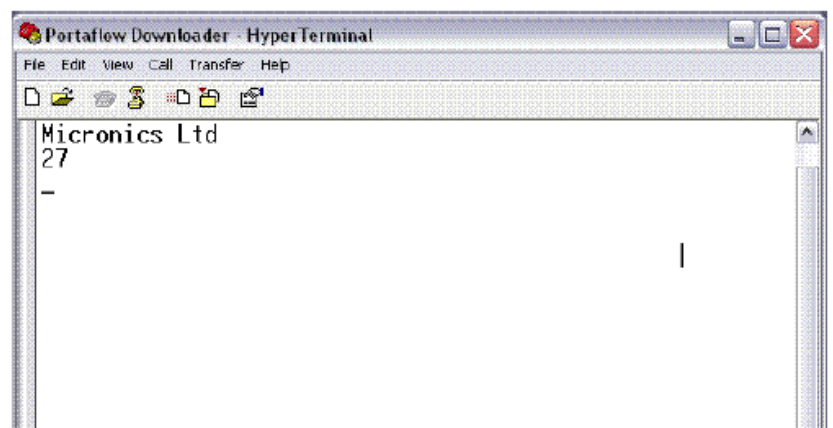 Portaflow Downloader - HyperTerminal
File Edit View Call Transfer Help
Micronics Ltd
27